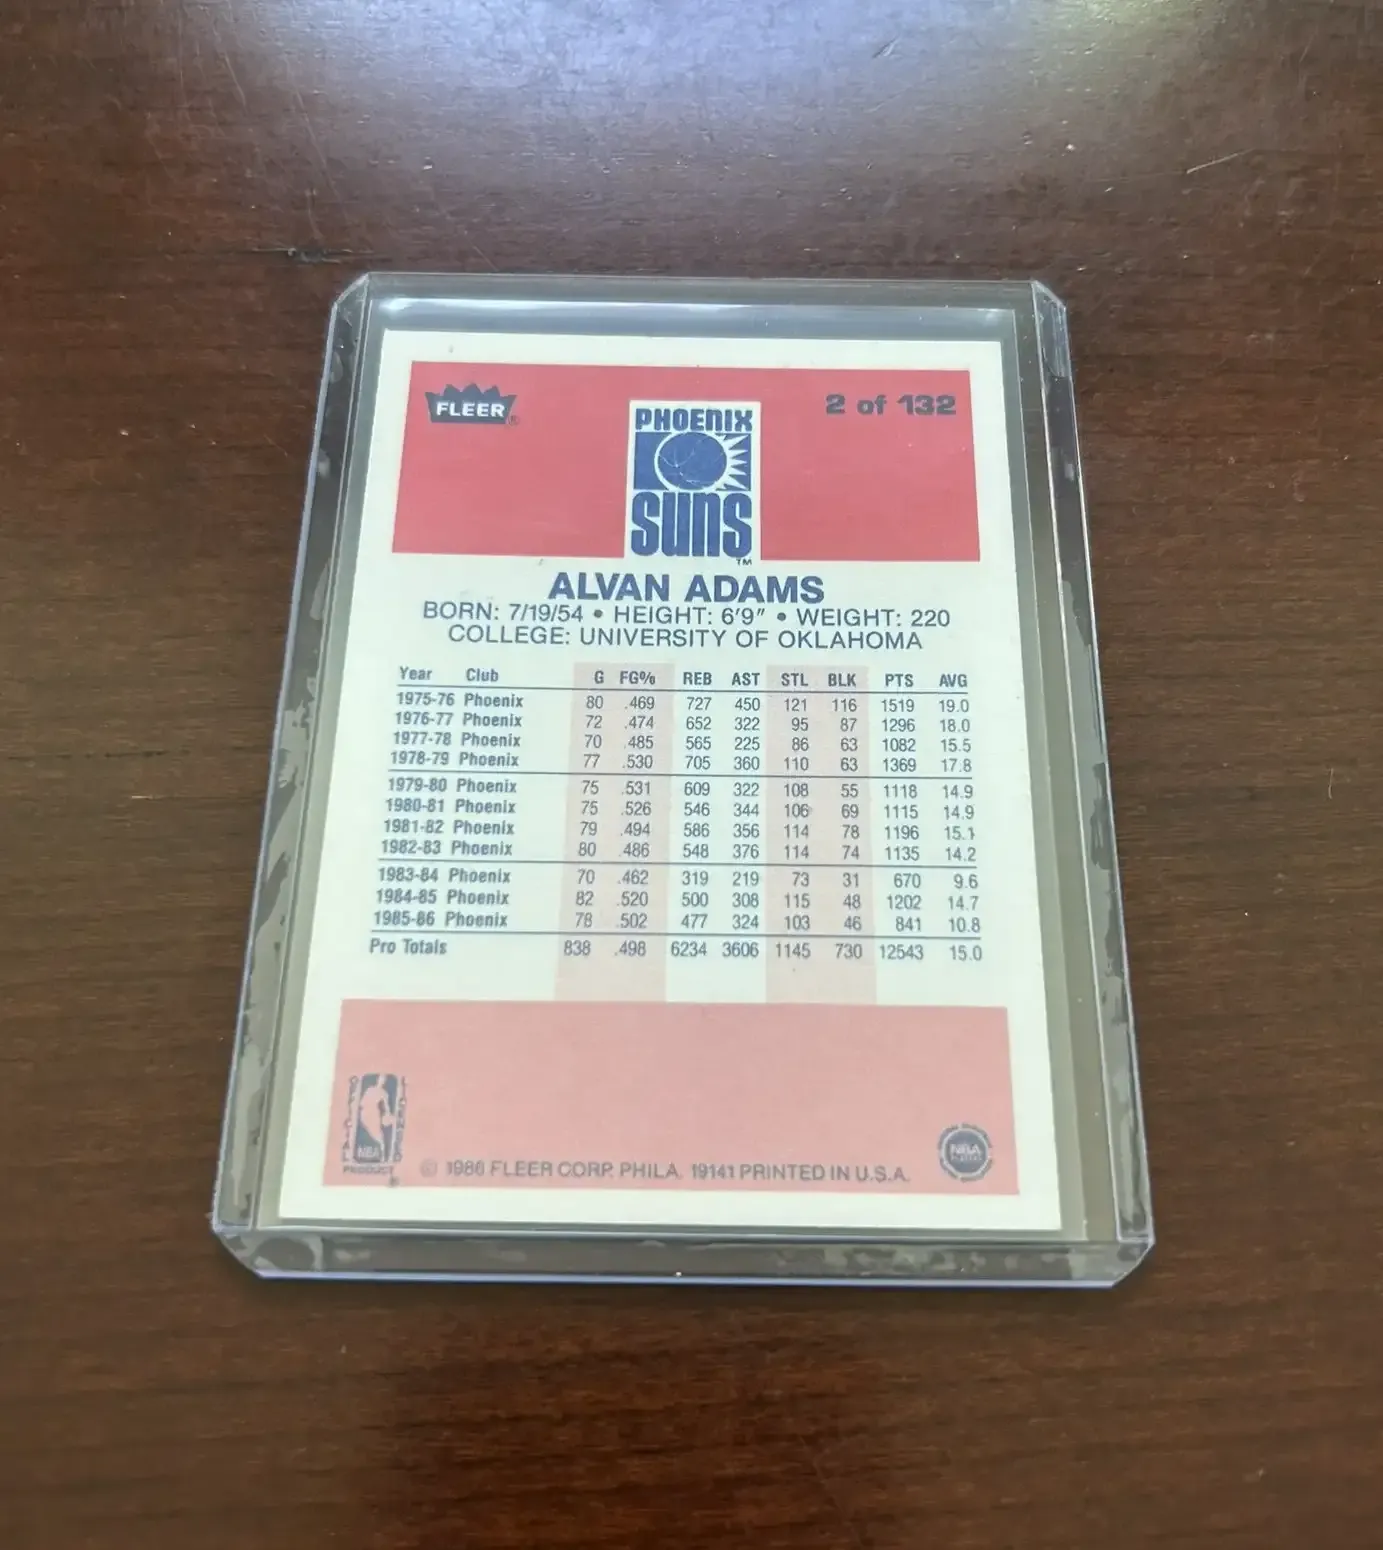 FLEER®
2 of 132
PHOENIX
SUNS
TM
ALVAN ADAMS
BORN: 7/19/54 • HEIGHT: 6'9" • WEIGHT: 220
COLLEGE: UNIVERSITY OF OKLAHOMA
Year Club G FG% REB AST STL BLK PTS AVG
1975-76 Phoenix 80 .469 727 450 121 116 1519 19.0
1976-77 Phoenix 72 .474 652 322 95 87 1296 18.0
1977-78 Phoenix 70 .485 565 225 86 63 1082 15.5
1978-79 Phoenix 77 .530 705 360 110 63 1369 17.8
1979-80 Phoenix 75 .531 609 322 108 55 1118 14.9
1980-81 Phoenix 75 .526 546 344 106 69 1115 14.9
1981-82 Phoenix 79 .494 586 356 114 78 1196 15.1
1982-83 Phoenix 80 .486 548 376 114 74 1135 14.2
1983-84 Phoenix 70 .462 319 219 73 31 670 9.6
1984-85 Phoenix 82 .520 500 308 115 48 1202 14.7
1985-86 Phoenix 78 .502 477 324 103 46 841 10.8
Pro Totals 838 .498 6234 3606 1145 730 12543 15.0
OFFICIAL
LICENSED
NBA
PRODUCT
®
© 1986 FLEER CORP. PHILA. 19141 PRINTED IN U.S.A.
NBA